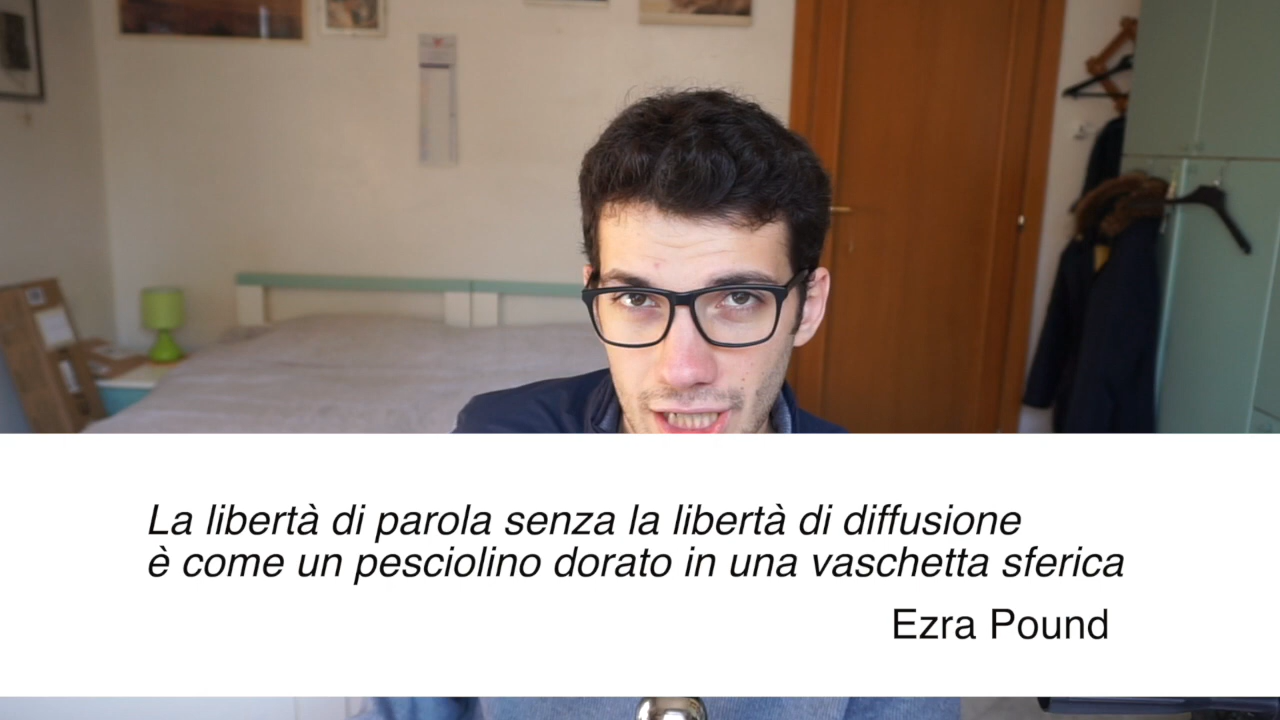 La libertà di parola senza la libertà di diffusione
è come un pesciolino dorato in una vaschetta sferica
Ezra Pound